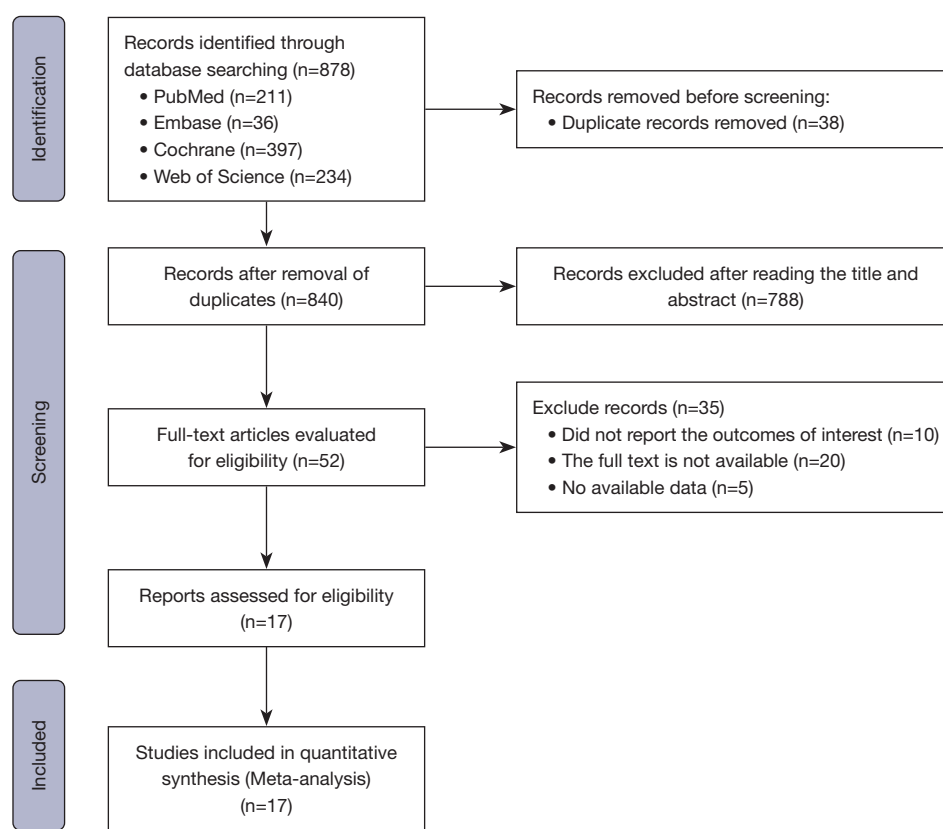 Identification
Records identified through
database searching (n=878)
• PubMed (n=211)
• Embase (n=36)
• Cochrane (n=397)
• Web of Science (n=234)
Records removed before screening:
• Duplicate records removed (n=38)
Screening
Records after removal of
duplicates (n=840)
Records excluded after reading the title and
abstract (n=788)
Full-text articles evaluated
for eligibility (n=52)
Exclude records (n=35)
• Did not report the outcomes of interest (n=10)
• The full text is not available (n=20)
• No available data (n=5)
Reports assessed for eligibility
(n=17)
Included
Studies included in quantitative
synthesis (Meta-analysis)
(n=17)